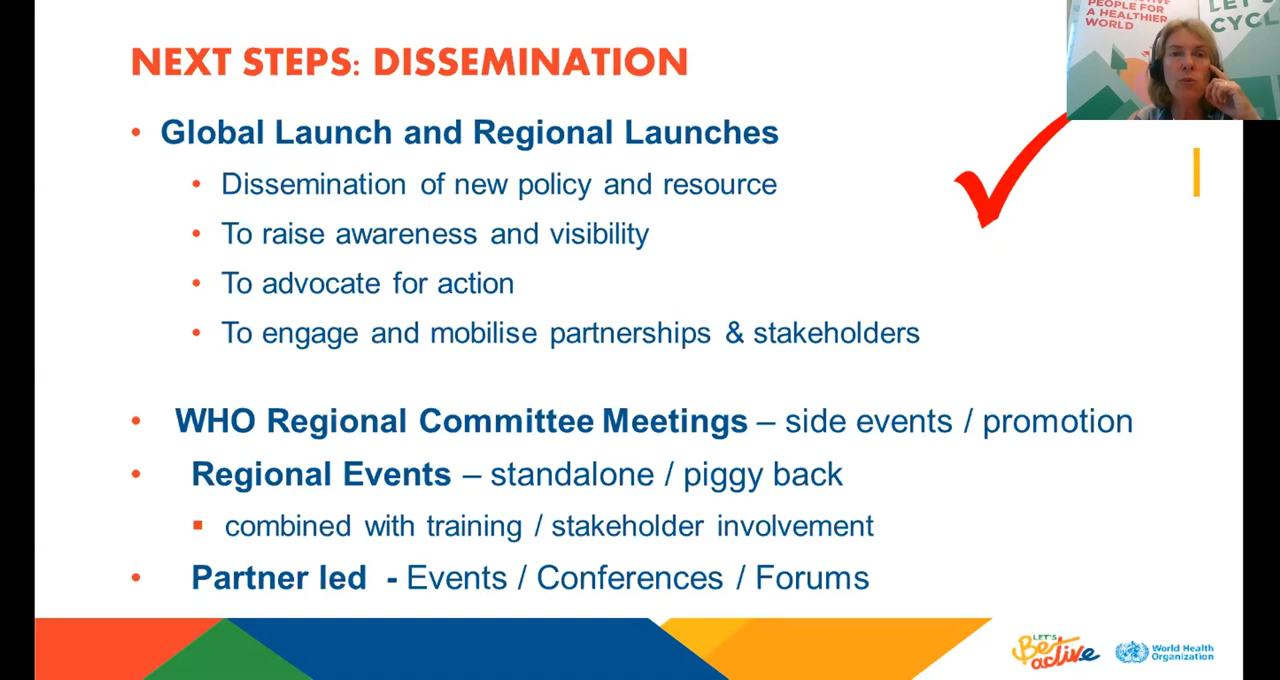 PEOPLE FOR
A HEALTHIER
WORLD
LET'S
CYCL
NEXT STEPS: DISSEMINATION
• Global Launch and Regional Launches
• Dissemination of new policy and resource
• To raise awareness and visibility
• To advocate for action
• To engage and mobilise partnerships & stakeholders
• WHO Regional Committee Meetings – side events / promotion
• Regional Events – standalone / piggy back
▪ combined with training / stakeholder involvement
• Partner led - Events / Conferences / Forums
LET'S
Be
active
World Health
Organization